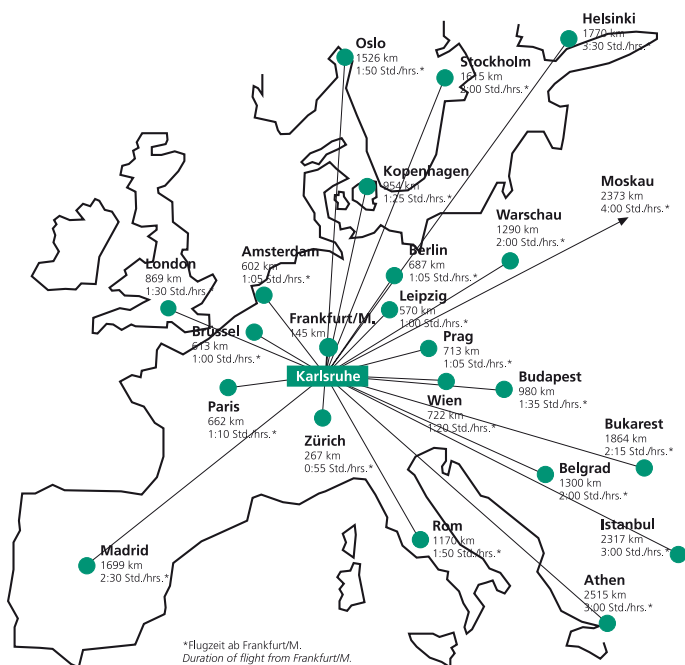 Helsinki
1770 km
3:30 Std./hrs.*
Oslo
1526 km
1:50 Std./hrs.*
Stockholm
1615 km
2:00 Std./hrs.*
Kopenhagen
954 km
1:25 Std./hrs.*
Moskau
2373 km
4:00 Std./hrs.*
Warschau
1290 km
2:00 Std./hrs.*
Amsterdam
602 km
1:05 Std./hrs.*
Berlin
687 km
1:05 Std./hrs.*
London
869 km
1:30 Std./hrs.*
Leipzig
570 km
1:00 Std./hrs.*
Frankfurt/M.
145 km
Brüssel
613 km
1:00 Std./hrs.*
Prag
713 km
1:05 Std./hrs.*
Karlsruhe
Budapest
980 km
1:35 Std./hrs.*
Paris
662 km
1:10 Std./hrs.*
Wien
722 km
1:20 Std./hrs.*
Bukarest
1864 km
2:15 Std./hrs.*
Zürich
267 km
0:55 Std./hrs.*
Belgrad
1300 km
2:00 Std./hrs.*
Istanbul
2317 km
3:00 Std./hrs.*
Rom
1170 km
1:50 Std./hrs.*
Madrid
1699 km
2:30 Std./hrs.*
Athen
2515 km
3:00 Std./hrs.*
*Flugzeit ab Frankfurt/M.
Duration of flight from Frankfurt/M.